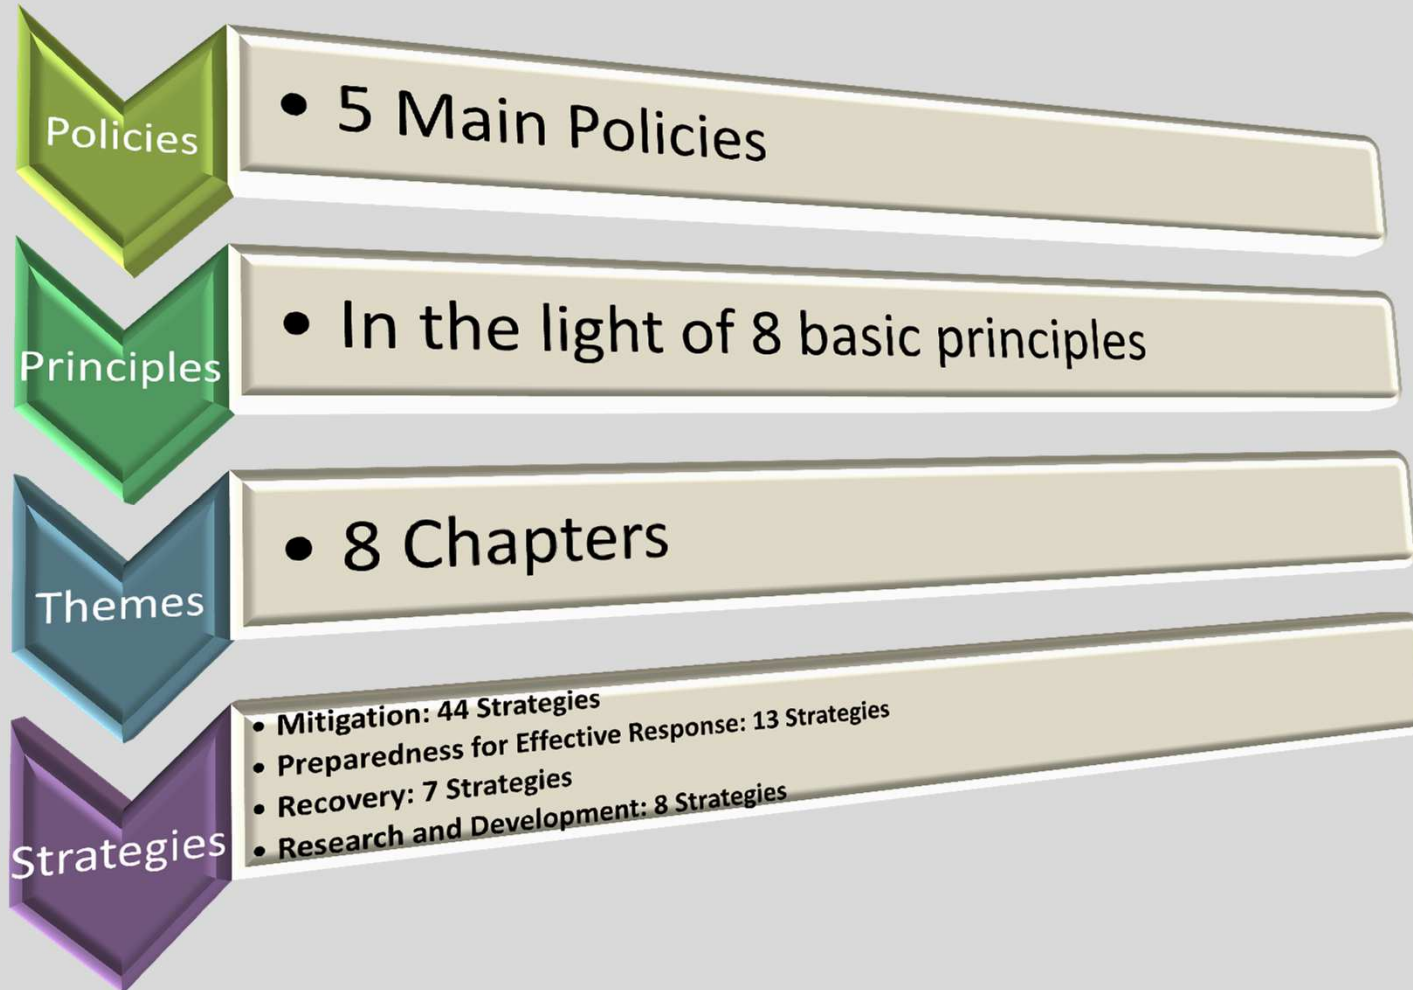 Policies
• 5 Main Policies
Principles
• In the light of 8 basic principles
Themes
• 8 Chapters
Strategies
• Mitigation: 44 Strategies
• Preparedness for Effective Response: 13 Strategies
• Recovery: 7 Strategies
• Research and Development: 8 Strategies